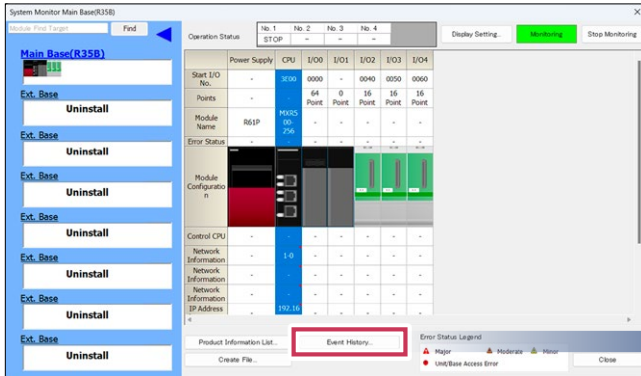 System Monitor Main Base(R35B)
Module Find Target Find
Operation Status
No. 1 No. 2 No. 3 No. 4
STOP - - -
Display Setting... Monitoring Stop Monitoring
Main Base(R35B)
Ext. Base
Uninstall
Ext. Base
Uninstall
Ext. Base
Uninstall
Ext. Base
Uninstall
Ext. Base
Uninstall
Ext. Base
Uninstall
Ext. Base
Uninstall
Power Supply CPU I/O0 I/O1 I/O2 I/O3 I/O4
Start I/O No. - 3E00 0000 - 0040 0050 0060
Points - - 64 Point 0 Point 16 Point 16 Point 16 Point
Module Name R61P MXR500-256 - - - - -
Error Status - - - - - - -
Module Configuration
Control CPU - - - - - - -
Network Information - 1-0 - - - - -
Network Information - - - - - - -
Network Information - - - - - - -
IP Address - 192.16 - - - - -
Product Information List...
Event History...
Create File...
Error Status Legend
Major Moderate Minor
Unit/Base Access Error
Close